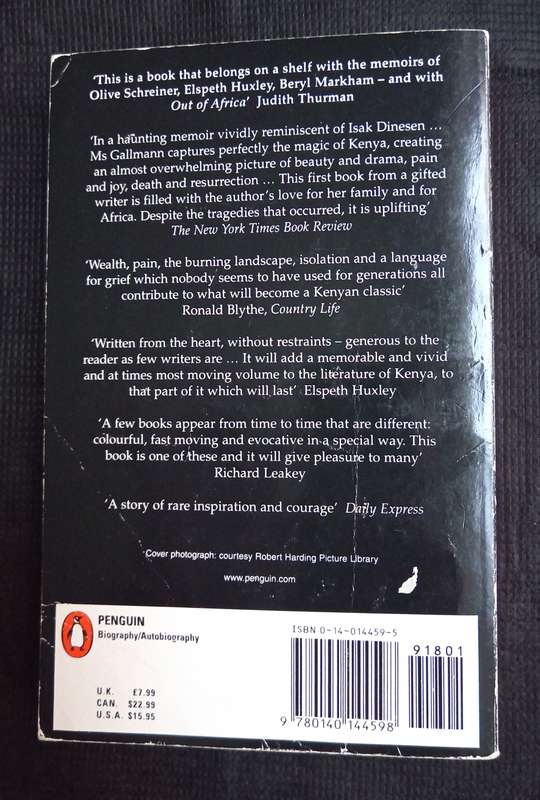 ‘This is a book that belongs on a shelf with the memoirs of
Olive Schreiner, Elspeth Huxley, Beryl Markham – and with
Out of Africa’ Judith Thurman
‘In a haunting memoir vividly reminiscent of Isak Dinesen ...
Ms Gallmann captures perfectly the magic of Kenya, creating
an almost overwhelming picture of beauty and drama, pain
and joy, death and resurrection ... This first book from a gifted
writer is filled with the author’s love for her family and for
Africa. Despite the tragedies that occurred, it is uplifting’
The New York Times Book Review
‘Wealth, pain, the burning landscape, isolation and a language
for grief which nobody seems to have used for generations all
contribute to what will become a Kenyan classic’
Ronald Blythe, Country Life
‘Written from the heart, without restraints – generous to the
reader as few writers are ... It will add a memorable and vivid
and at times most moving volume to the literature of Kenya, to
that part of it which will last’ Elspeth Huxley
‘A few books appear from time to time that are different:
colourful, fast moving and evocative in a special way. This
book is one of these and it will give pleasure to many’
Richard Leakey
‘A story of rare inspiration and courage’ Daily Express
Cover photograph: courtesy Robert Harding Picture Library
www.penguin.com
PENGUIN
Biography/Autobiography
U.K. £7.99
CAN. $22.99
U.S.A. $15.95
ISBN 0-14-014459-5
91801
9 780140 144598